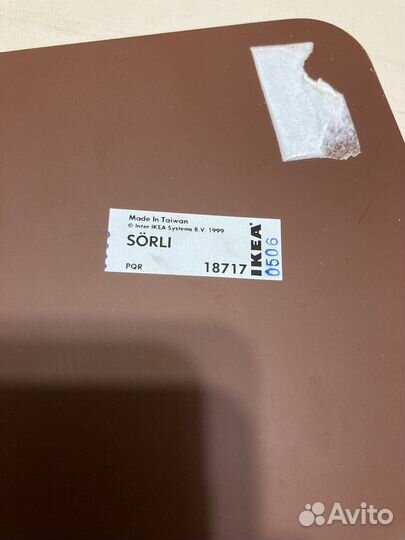 Made In Taiwan
© Inter IKEA Systems B.V. 1999
SÖRLI
PQR 18717
IKEA®
0506
Avito